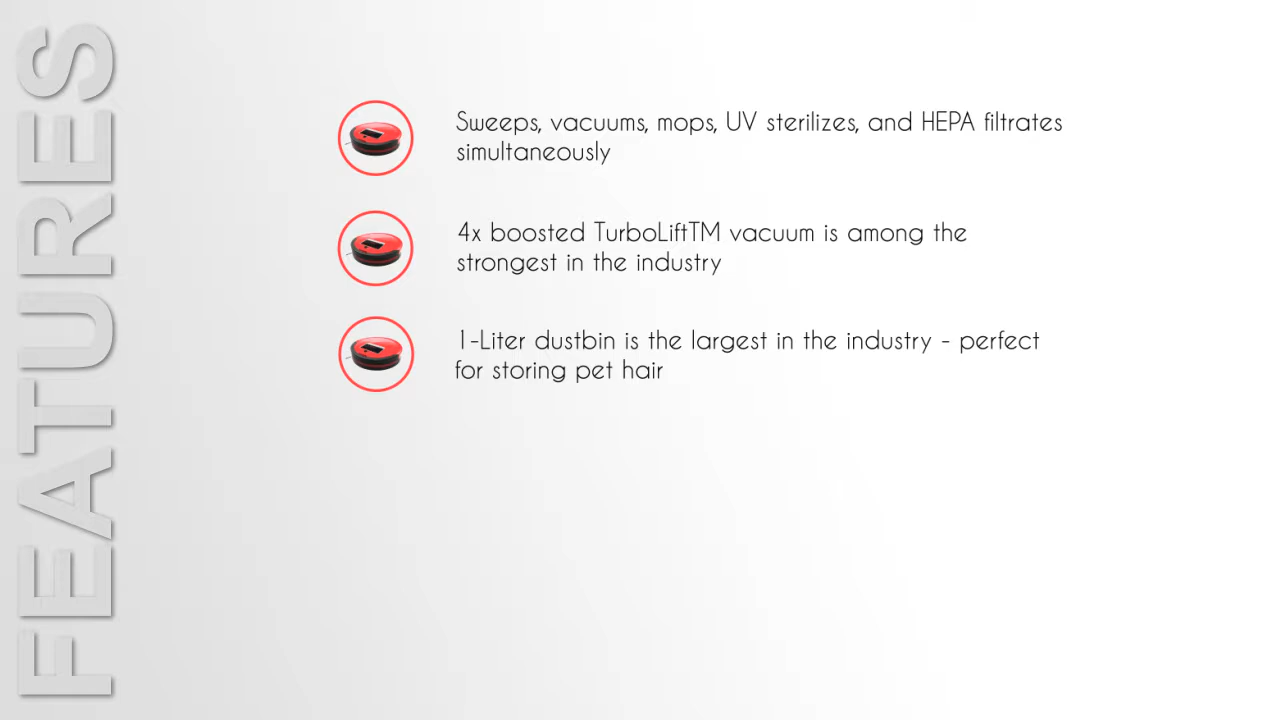 FEATURES
Sweeps, vacuums, mops, UV sterilizes, and HEPA filtrates
simultaneously
4x boosted TurboLiftTM vacuum is among the
strongest in the industry
1-Liter dustbin is the largest in the industry - perfect
for storing pet hair